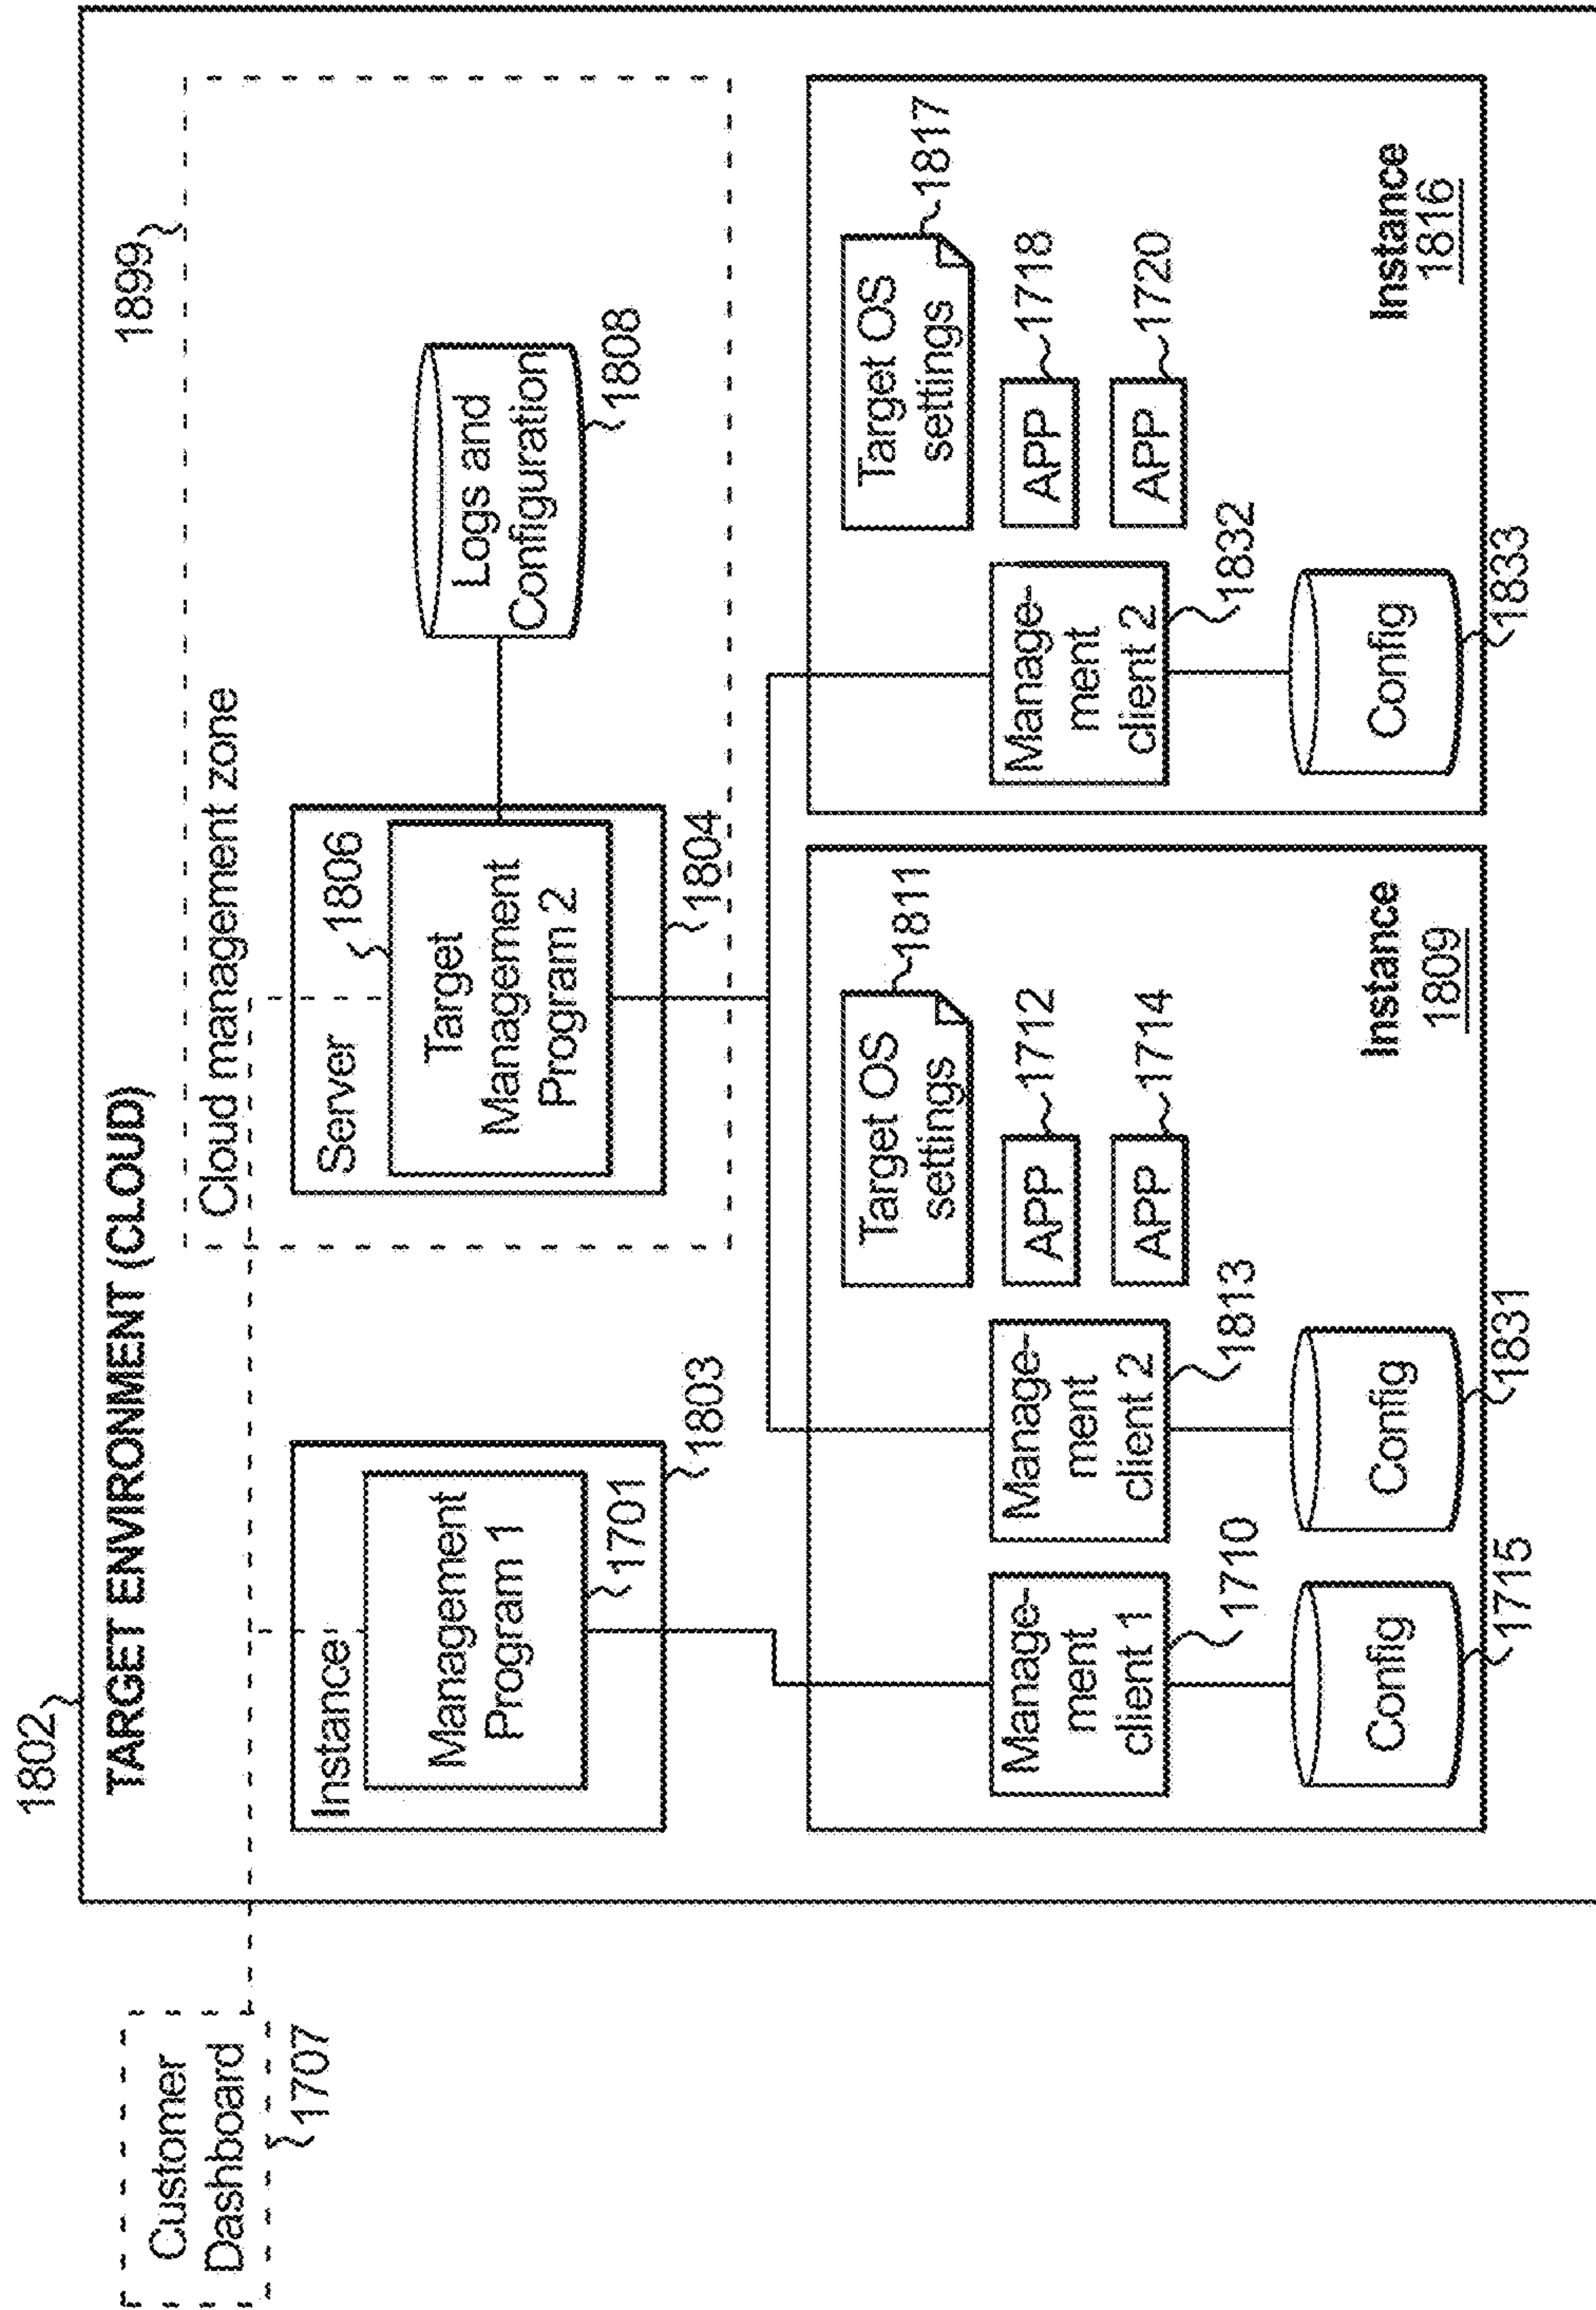 1802
TARGET ENVIRONMENT (CLOUD)
1899
Customer
Dashboard
1707
Cloud management zone
Instance
Management
Program 1
1701
1803
Server
1806
Target
Management
Program 2
1804
Logs and
Configuration
1808
Manage-
ment
client 1
1710
Config
1715
Manage-
ment
client 2
1813
Config
1831
Target OS
settings
1811
APP
1712
APP
1714
Instance
1809
Manage-
ment
client 2
1832
Config
1833
Target OS
settings
1817
APP
1718
APP
1720
Instance
1816